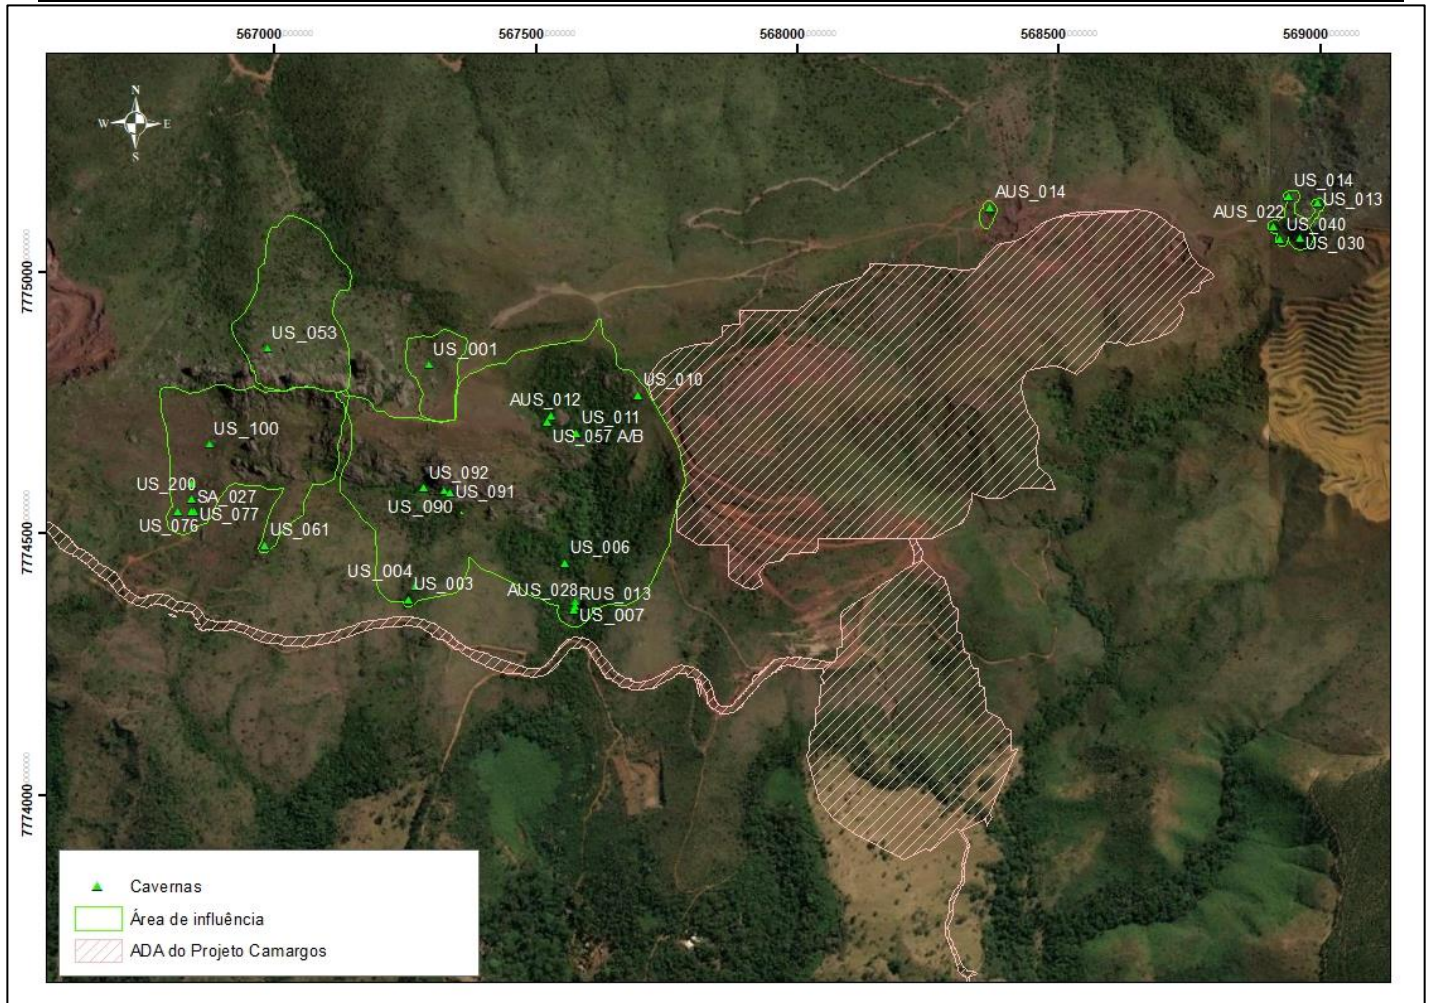 567000 567500 568000 568500 569000
N
W E
S
7775000
7774500
7774000
AUS_014
US_014
US_013
AUS_022
US_040
US_030
US_053
US_001
US_010
AUS_012
US_011
US_057 A/B
US_100
US_092
US_091
US_090
US_200
SA_027
US_077
US_076
US_061
US_006
US_004
US_003
AUS_028
RUS_013
US_007
Cavernas
Área de influência
ADA do Projeto Camargos